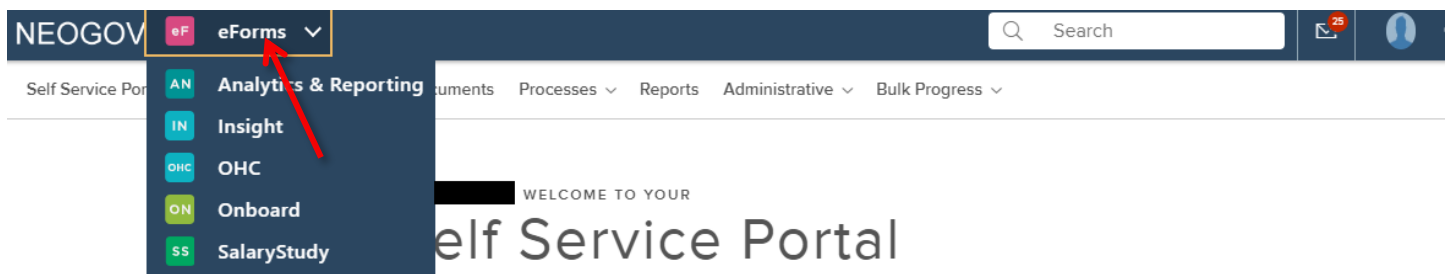 NEOGOV eF eForms Search 25
Self Service Por AN Analytics & Reporting cuments Processes Reports Administrative Bulk Progress
IN Insight
OHC OHC
WELCOME TO YOUR
ON Onboard
elf Service Portal
SS SalaryStudy